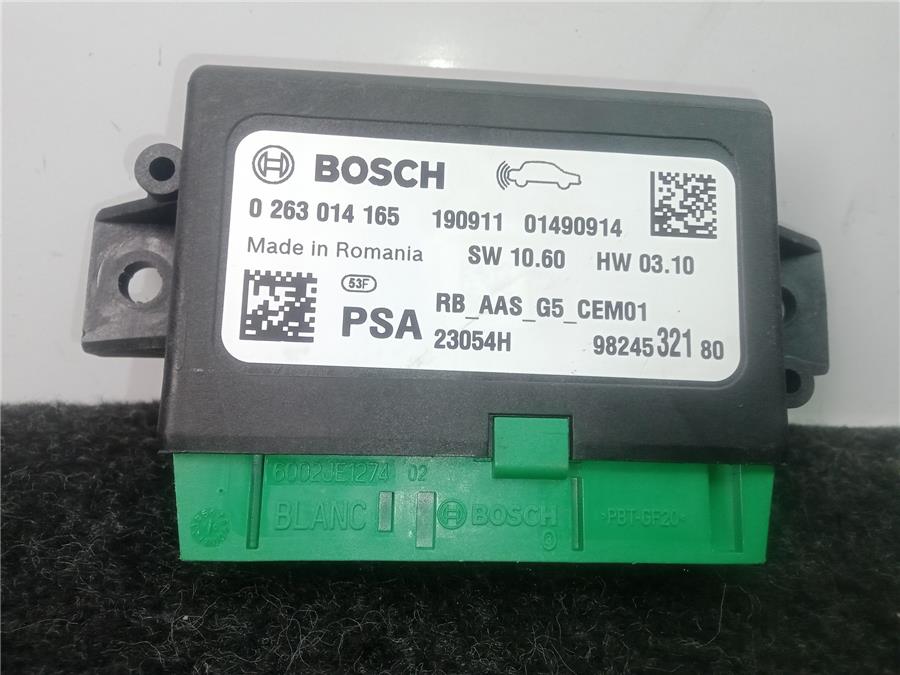 BOSCH
0 263 014 165 190911 01490914
Made in Romania SW 10.60 HW 03.10
53F RB_AAS_G5_CEM01
PSA 23054H 98245 321 80
6002JE1274 02
BLANC BOSCH >PBT-GF20<